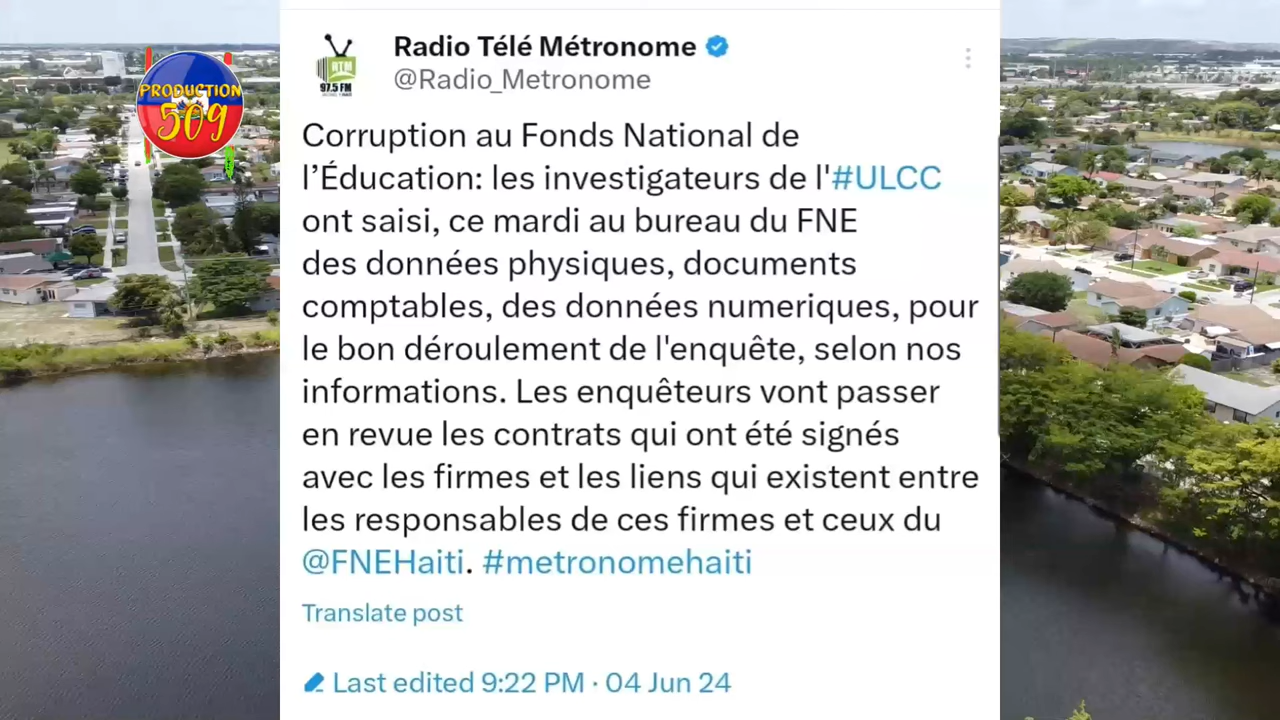 PRODUCTION
509
RTM
97.5 FM
Radio Télé Métronome
@Radio_Metronome
Corruption au Fonds National de
l’Éducation: les investigateurs de l'#ULCC
ont saisi, ce mardi au bureau du FNE
des données physiques, documents
comptables, des données numeriques, pour
le bon déroulement de l'enquête, selon nos
informations. Les enquêteurs vont passer
en revue les contrats qui ont été signés
avec les firmes et les liens qui existent entre
les responsables de ces firmes et ceux du
@FNEHaiti. #metronomehaiti
Translate post
Last edited 9:22 PM · 04 Jun 24